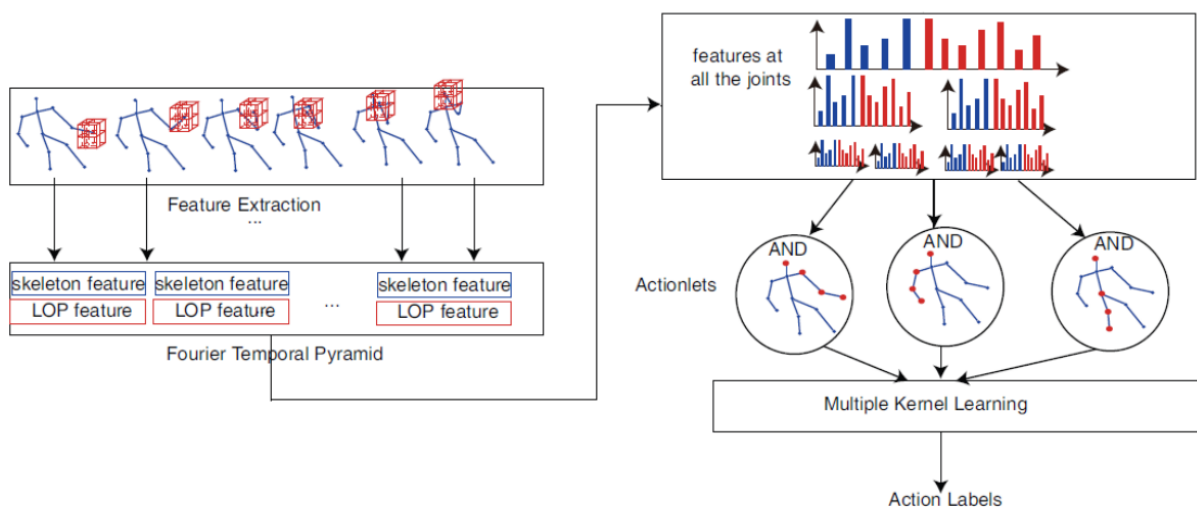 Feature Extraction
...
skeleton feature skeleton feature skeleton feature
LOP feature LOP feature ... LOP feature
Fourier Temporal Pyramid
features at
all the joints
AND AND AND
Actionlets
Multiple Kernel Learning
Action Labels